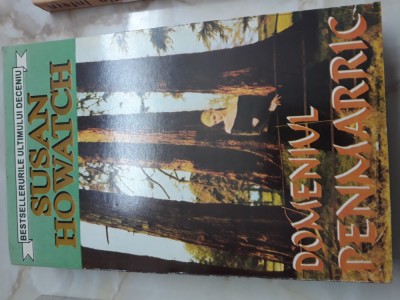 BESTSELLERURILE ULTIMULUI DECENIU
SUSAN
HOWATCH
DOMENIUL
PENMARRIC